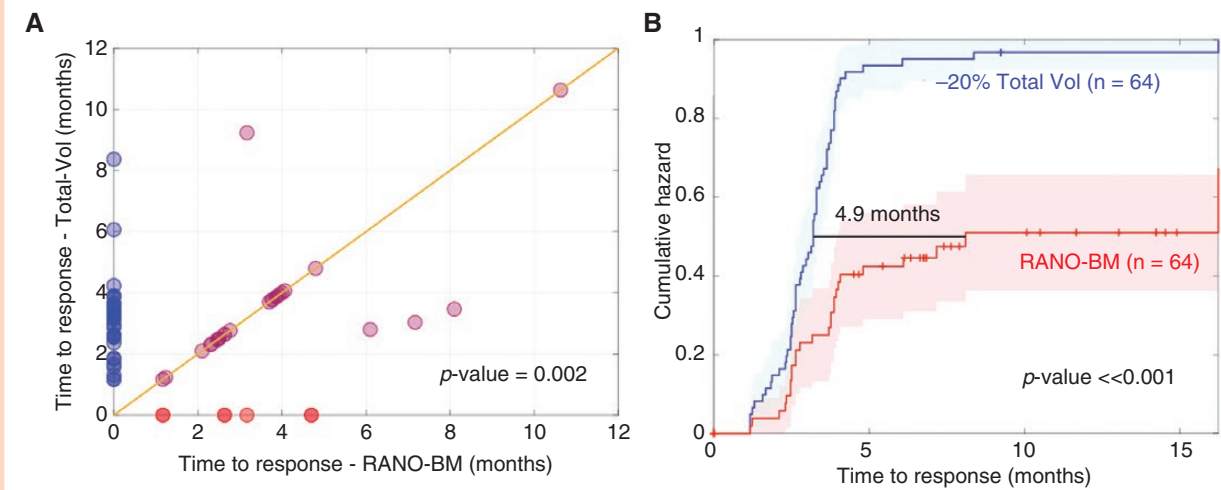 A
Time to response - Total-Vol (months)
12
10
8
6
4
2
0
0 2 4 6 8 10 12
p-value = 0.002
Time to response - RANO-BM (months)
B
Cumulative hazard
1
0.8
0.6
0.4
0.2
0
0 5 10 15
–20% Total Vol (n = 64)
4.9 months
RANO-BM (n = 64)
p-value <<0.001
Time to response (months)